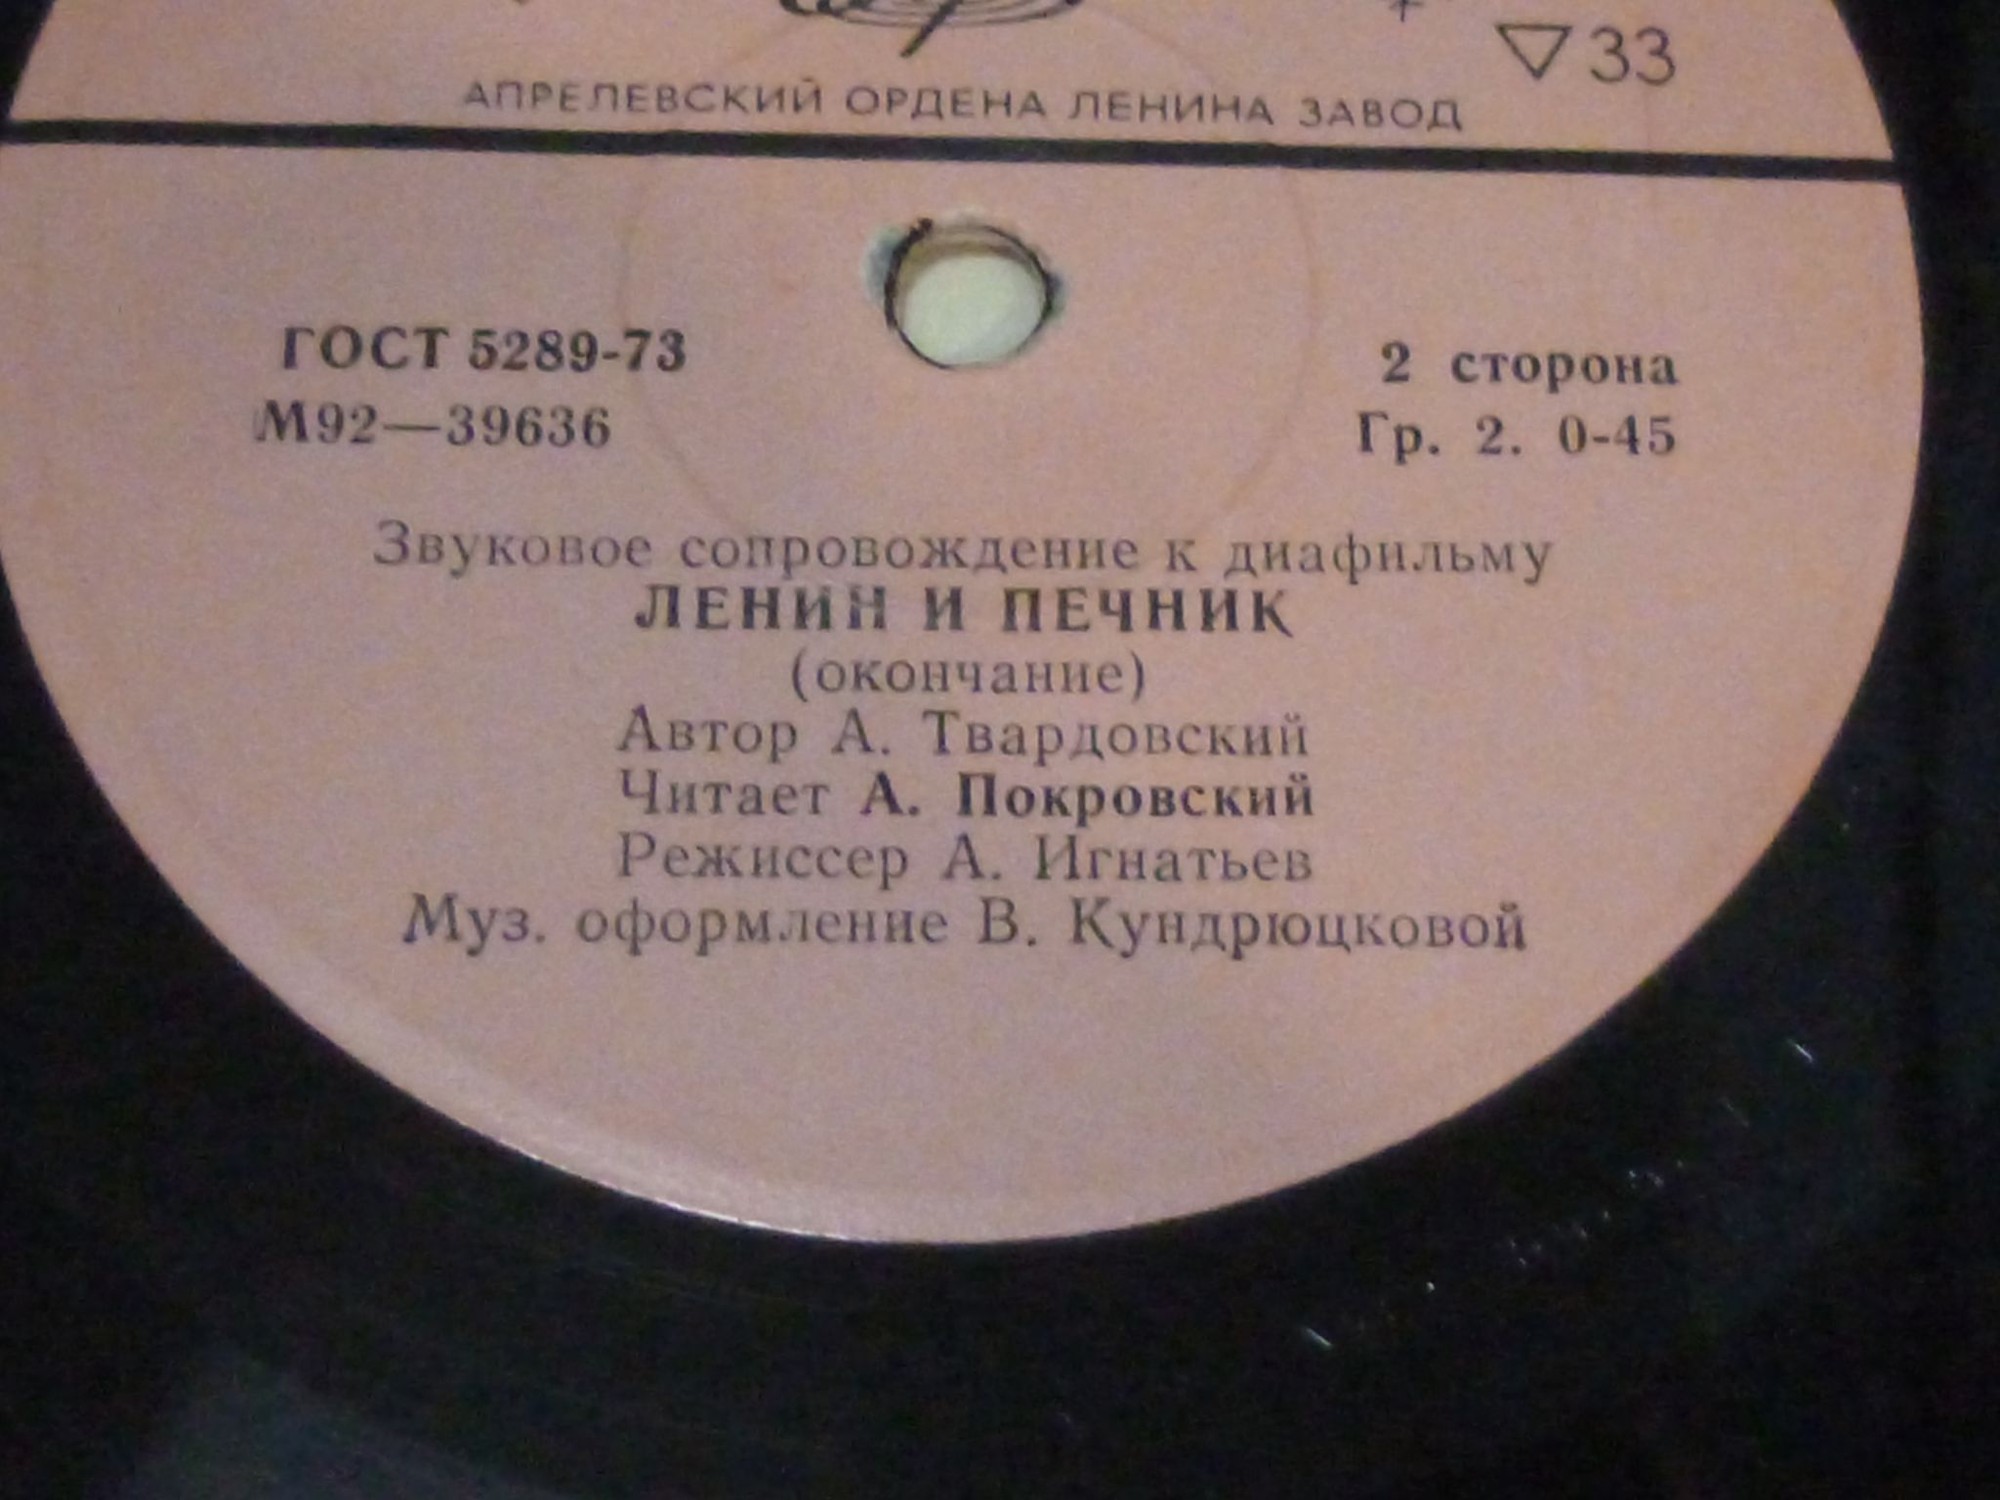 ▽33
АПРЕЛЕВСКИЙ ОРДЕНА ЛЕНИНА ЗАВОД
ГОСТ 5289-73
М92—39636
2 сторона
Гр. 2. 0-45
Звуковое сопровождение к диафильму
ЛЕНИН И ПЕЧНИК
(окончание)
Автор А. Твардовский
Читает А. Покровский
Режиссер А. Игнатьев
Муз. оформление В. Кундрюцковой